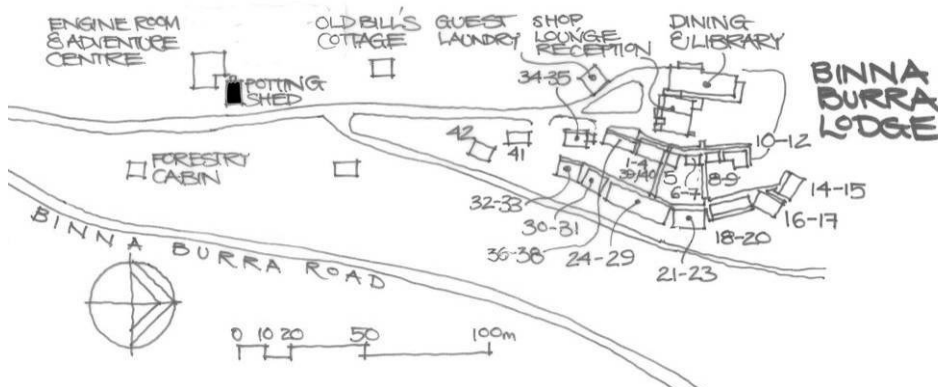 ENGINE ROOM
& ADVENTURE
CENTRE
POTTING
SHED
OLD BILL'S
COTTAGE
GUEST
LAUNDRY
SHOP
LOUNGE
RECEPTION
DINING
& LIBRARY
BINNA
BURRA
LODGE
34-35
10-12
42
41
1-4
39/40
5
6-7
8-9
14-15
16-17
18-20
21-23
24-29
36-38
30-31
32-33
FORESTRY
CABIN
BINNA BURRA ROAD
0 10 20 50 100m